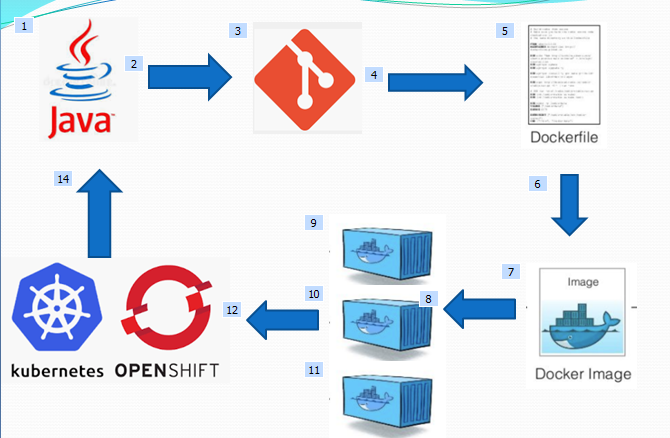 1
2
3
4
5
Java™
Dockerfile
14
6
9
7
Image
8
10
12
11
kubernetes
OPENSHIFT
Docker Image